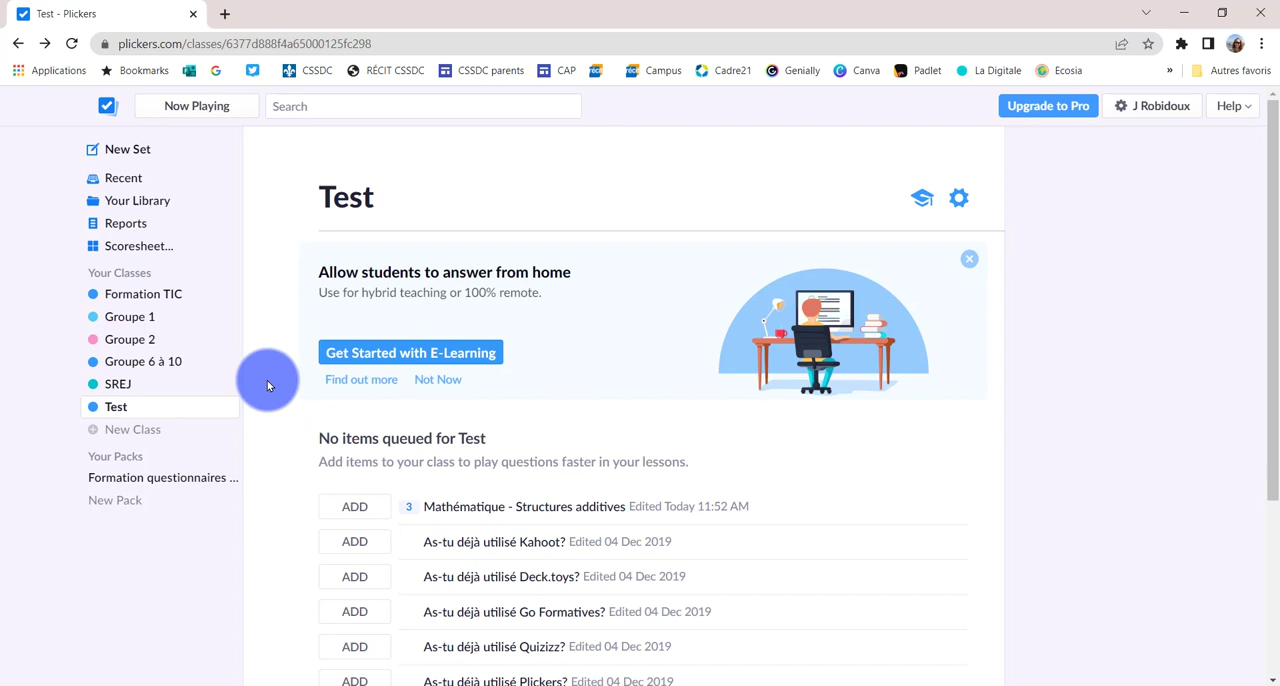 Test - Plickers
plickers.com/classes/6377d888f4a65000125fc298
Applications Bookmarks CSSDC RÉCIT CSSDC CSSDC parents CAP Campus Cadre21 Genially Canva Padlet La Digitale Ecosia » Autres favoris
Now Playing Search Upgrade to Pro J Robidoux Help
New Set
Recent
Your Library
Reports
Scoresheet...
Your Classes
Formation TIC
Groupe 1
Groupe 2
Groupe 6 à 10
SREJ
Test
New Class
Your Packs
Formation questionnaires ...
New Pack
Test
Allow students to answer from home
Use for hybrid teaching or 100% remote.
Get Started with E-Learning
Find out more Not Now
No items queued for Test
Add items to your class to play questions faster in your lessons.
ADD 3 Mathématique - Structures additives Edited Today 11:52 AM
ADD As-tu déjà utilisé Kahoot? Edited 04 Dec 2019
ADD As-tu déjà utilisé Deck.toys? Edited 04 Dec 2019
ADD As-tu déjà utilisé Go Formatives? Edited 04 Dec 2019
ADD As-tu déjà utilisé Quizizz? Edited 04 Dec 2019
ADD As-tu déjà utilisé Plickers? Edited 04 Dec 2019